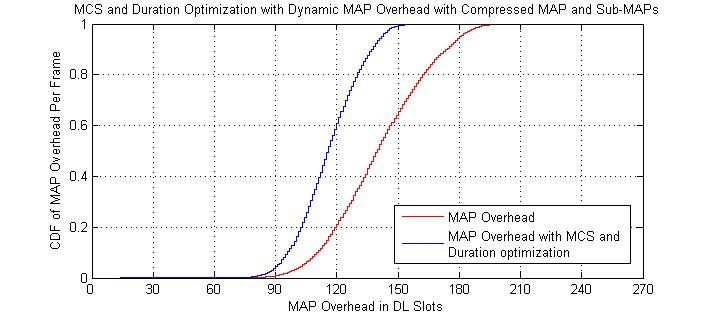 MCS and Duration Optimization with Dynamic MAP Overhead with Compressed MAP and Sub-MAPs
CDF of MAP Overhead Per Frame
1
0.8
0.6
0.4
0.2
0
0 30 60 90 120 150 180 210 240 270
MAP Overhead in DL Slots
MAP Overhead
MAP Overhead with MCS and
Duration optimization